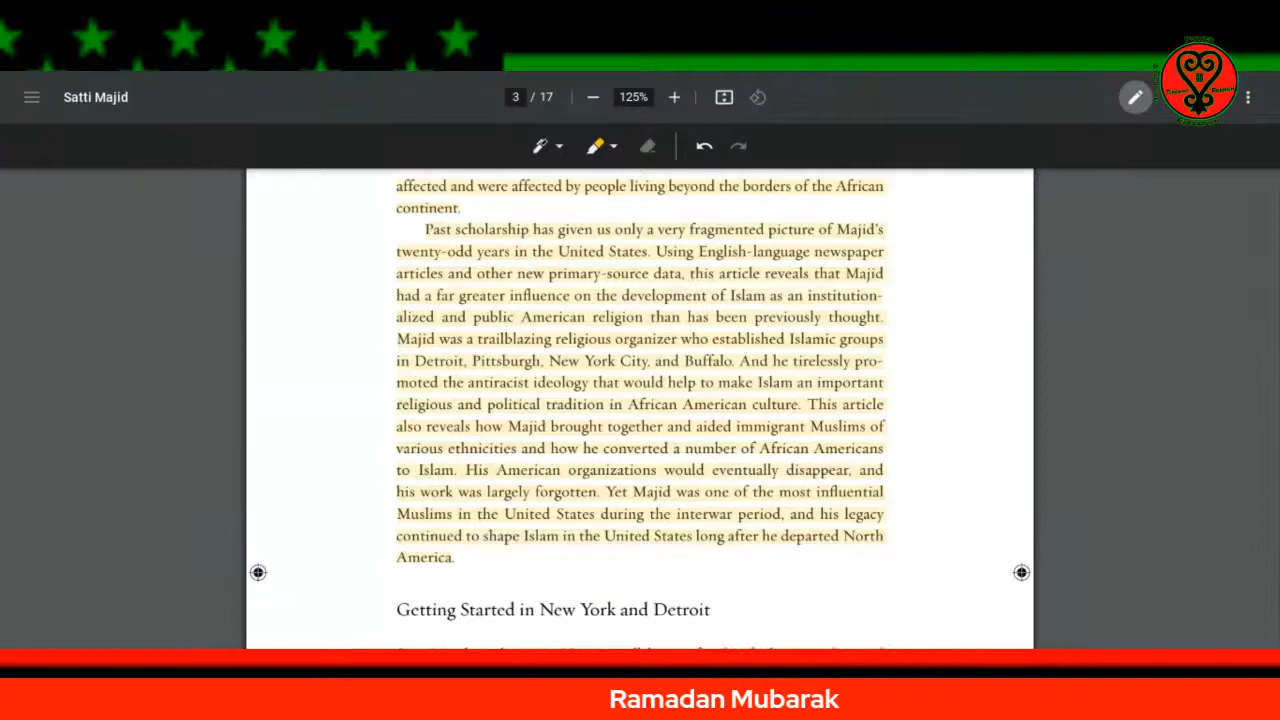 Satti Majid
3 / 17
125%
affected and were affected by people living beyond the borders of the African
continent.
Past scholarship has given us only a very fragmented picture of Majid's
twenty-odd years in the United States. Using English-language newspaper
articles and other new primary-source data, this article reveals that Majid
had a far greater influence on the development of Islam as an institution-
alized and public American religion than has been previously thought.
Majid was a trailblazing religious organizer who established Islamic groups
in Detroit, Pittsburgh, New York City, and Buffalo. And he tirelessly pro-
moted the antiracist ideology that would help to make Islam an important
religious and political tradition in African American culture. This article
also reveals how Majid brought together and aided immigrant Muslims of
various ethnicities and how he converted a number of African Americans
to Islam. His American organizations would eventually disappear, and
his work was largely forgotten. Yet Majid was one of the most influential
Muslims in the United States during the interwar period, and his legacy
continued to shape Islam in the United States long after he departed North
America.
Getting Started in New York and Detroit
Ramadan Mubarak